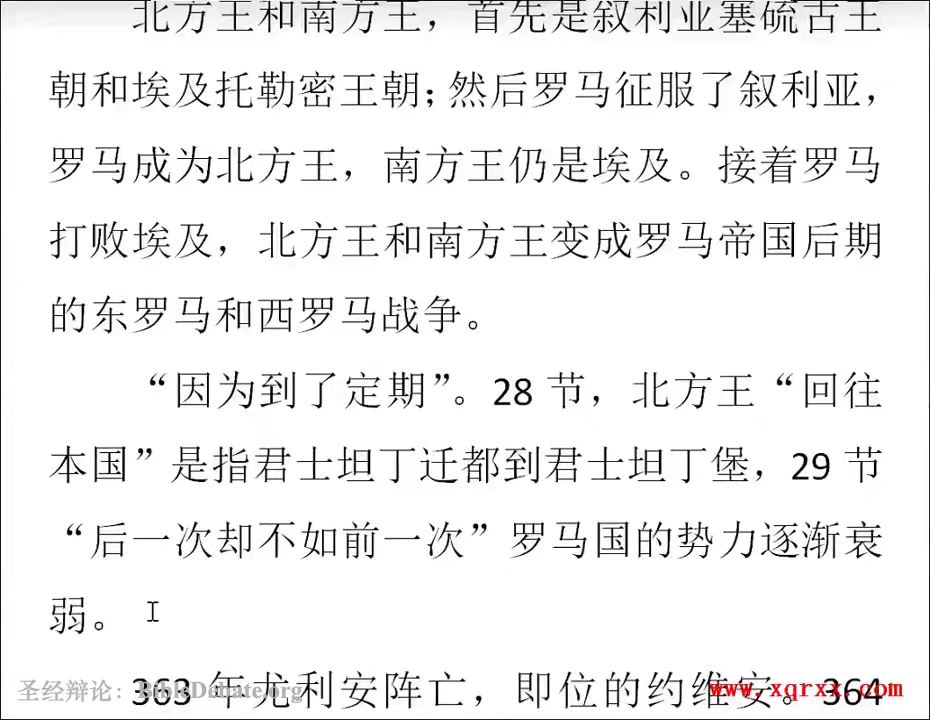 北方王和南方王，首先是叙利亚塞硫古王
朝和埃及托勒密王朝；然后罗马征服了叙利亚，
罗马成为北方王，南方王仍是埃及。接着罗马
打败埃及，北方王和南方王变成罗马帝国后期
的东罗马和西罗马战争。
“因为到了定期”。28 节，北方王“回往
本国”是指君士坦丁迁都到君士坦丁堡，29 节
“后一次却不如前一次”罗马国的势力逐渐衰
弱。
363 年尤利安阵亡，即位的约维安。364
圣经辩论：BibleDebate.org
www.xqrxx.com